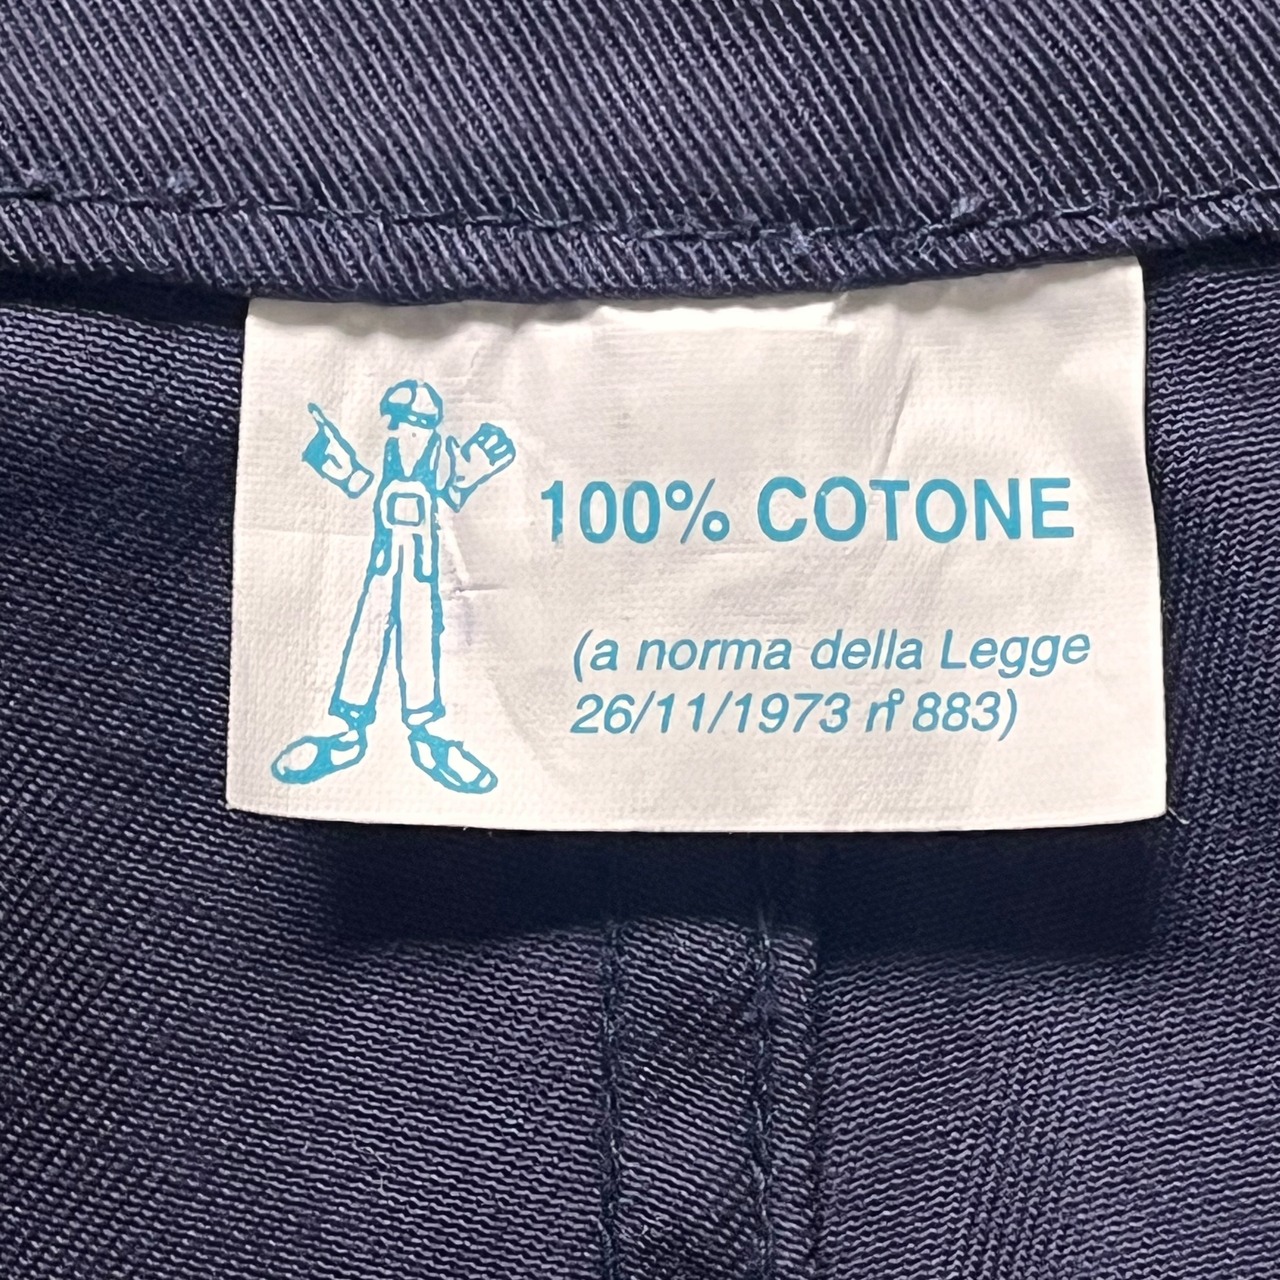 100% COTONE
(a norma della Legge
26/11/1973 n° 883)